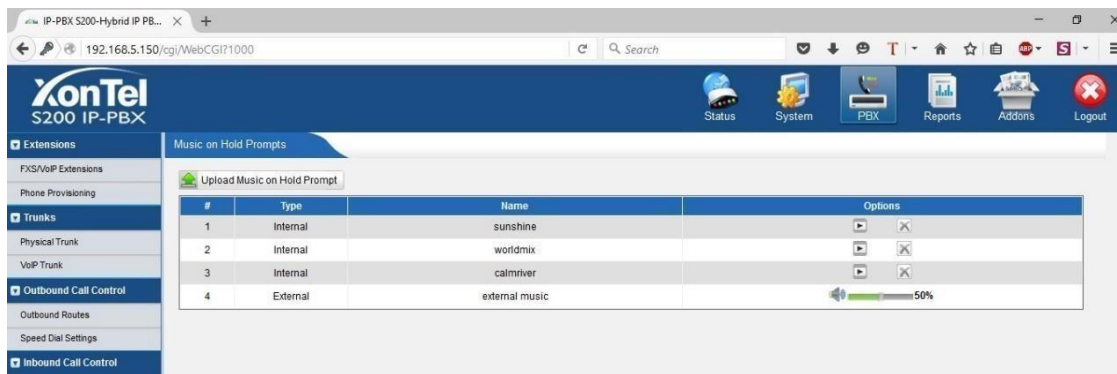 IP-PBX S200-Hybrid IP PB...
192.168.5.150/cgi/WebCGI?1000
Search
ABP
T
S
XonTel
S200 IP-PBX
Status
System
PBX
Reports
Addons
Logout
Extensions
FXS/VoIP Extensions
Phone Provisioning
Trunks
Physical Trunk
VoIP Trunk
Outbound Call Control
Outbound Routes
Speed Dial Settings
Inbound Call Control
Music on Hold Prompts
Upload Music on Hold Prompt
# Type Name Options
1 Internal sunshine
2 Internal worldmix
3 Internal calmriver
4 External external music 50%